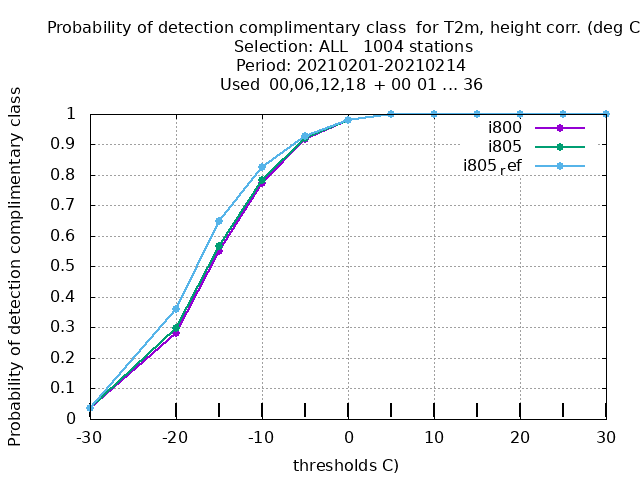 Probability of detection complimentary class for T2m, height corr. (deg C
Selection: ALL 1004 stations
Period: 20210201-20210214
Used 00,06,12,18 + 00 01 ... 36
Probability of detection complimentary class
1
0.9
0.8
0.7
0.6
0.5
0.4
0.3
0.2
0.1
0
i800
i805
i805ref
-30 -20 -10 0 10 20 30
thresholds C)